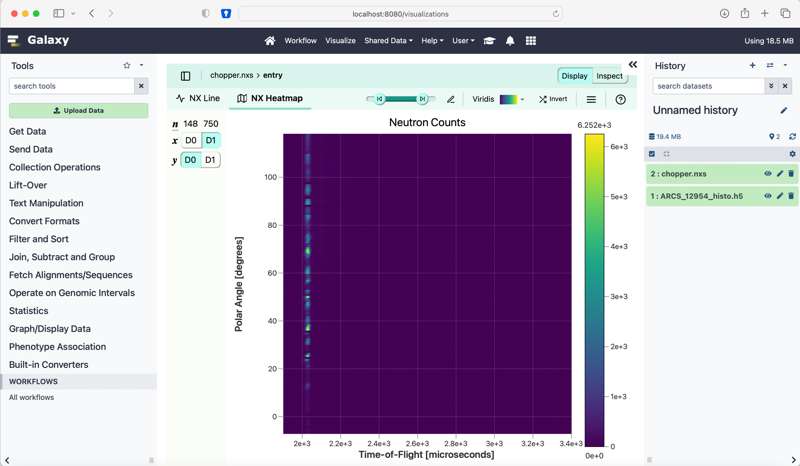 localhost:8080/visualizations
Galaxy
Workflow Visualize Shared Data Help User
Using 18.5 MB
Tools
search tools
Upload Data
Get Data
Send Data
Collection Operations
Lift-Over
Text Manipulation
Convert Formats
Filter and Sort
Join, Subtract and Group
Fetch Alignments/Sequences
Operate on Genomic Intervals
Statistics
Graph/Display Data
Phenotype Association
Built-in Converters
WORKFLOWS
All workflows
chopper.nxs > entry
Display Inspect
NX Line NX Heatmap
Viridis Invert
n 148 750
x D0 D1
y D0 D1
Neutron Counts
6.252e+3
6e+3
5e+3
4e+3
3e+3
2e+3
1e+3
0
0e+0
Polar Angle [degrees]
100
80
60
40
20
0
2e+3 2.2e+3 2.4e+3 2.6e+3 2.8e+3 3e+3 3.2e+3 3.4e+3
Time-of-Flight [microseconds]
History
search datasets
Unnamed history
19.4 MB 2
2 : chopper.nxs
1 : ARCS_12954_histo.h5